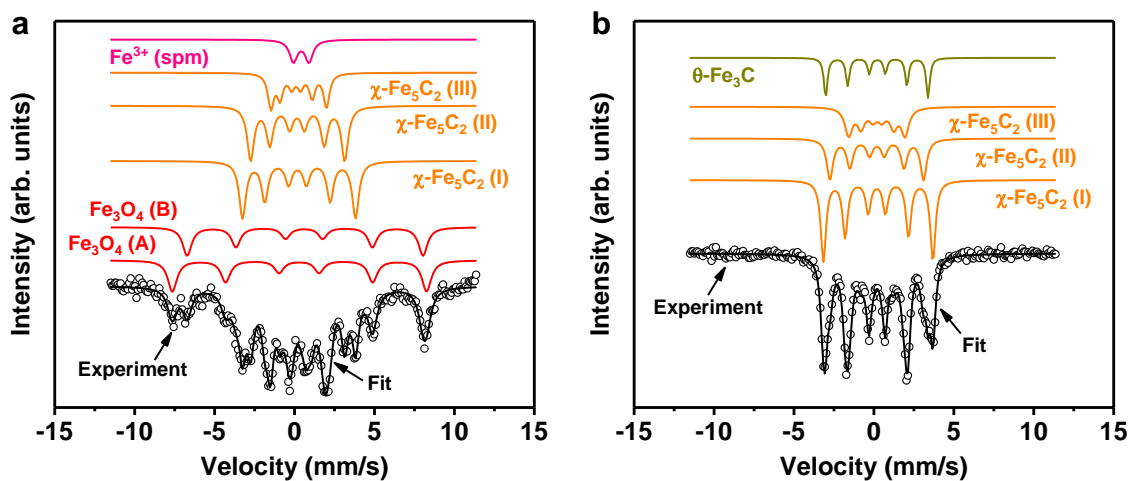 a
Intensity (arb. units)
Fe³⁺ (spm)
χ-Fe₅C₂ (III)
χ-Fe₅C₂ (II)
χ-Fe₅C₂ (I)
Fe₃O₄ (B)
Fe₃O₄ (A)
Experiment
Fit
-15 -10 -5 0 5 10 15
Velocity (mm/s)
b
Intensity (arb. units)
θ-Fe₃C
χ-Fe₅C₂ (III)
χ-Fe₅C₂ (II)
χ-Fe₅C₂ (I)
Experiment
Fit
-15 -10 -5 0 5 10 15
Velocity (mm/s)